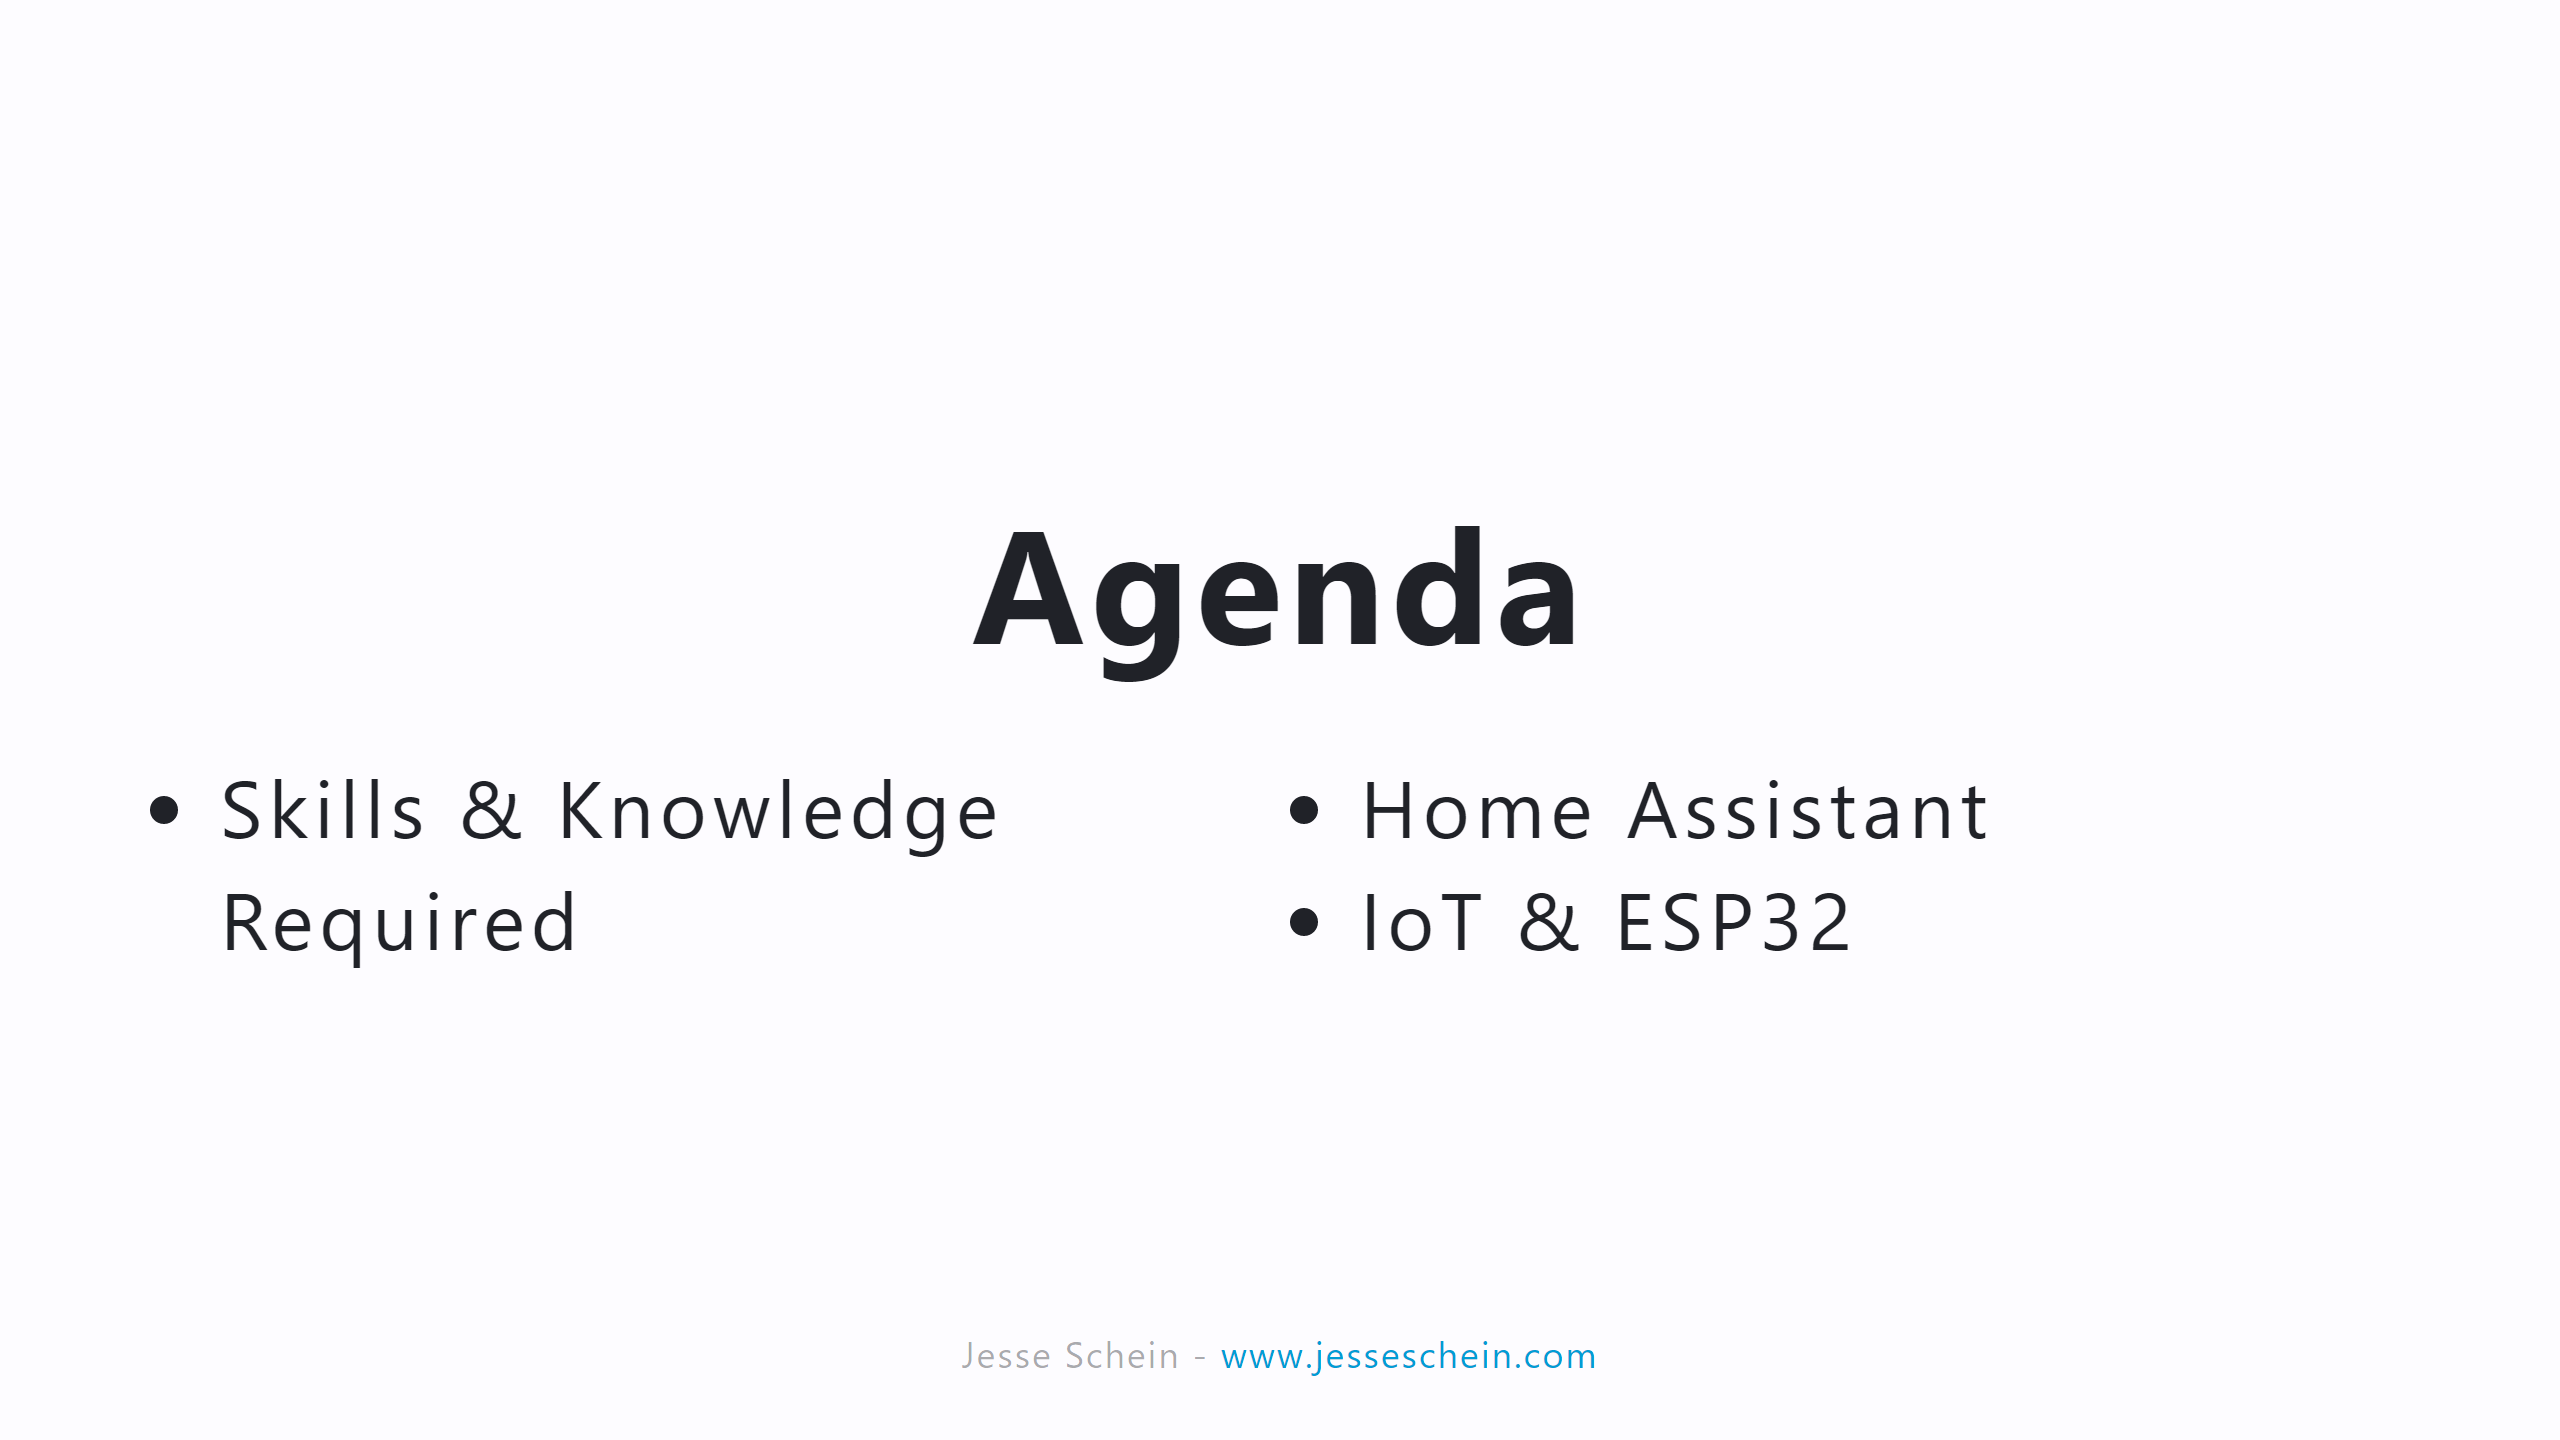 Agenda
• Skills & Knowledge
Required
• Home Assistant
• IoT & ESP32
Jesse Schein - www.jesseschein.com